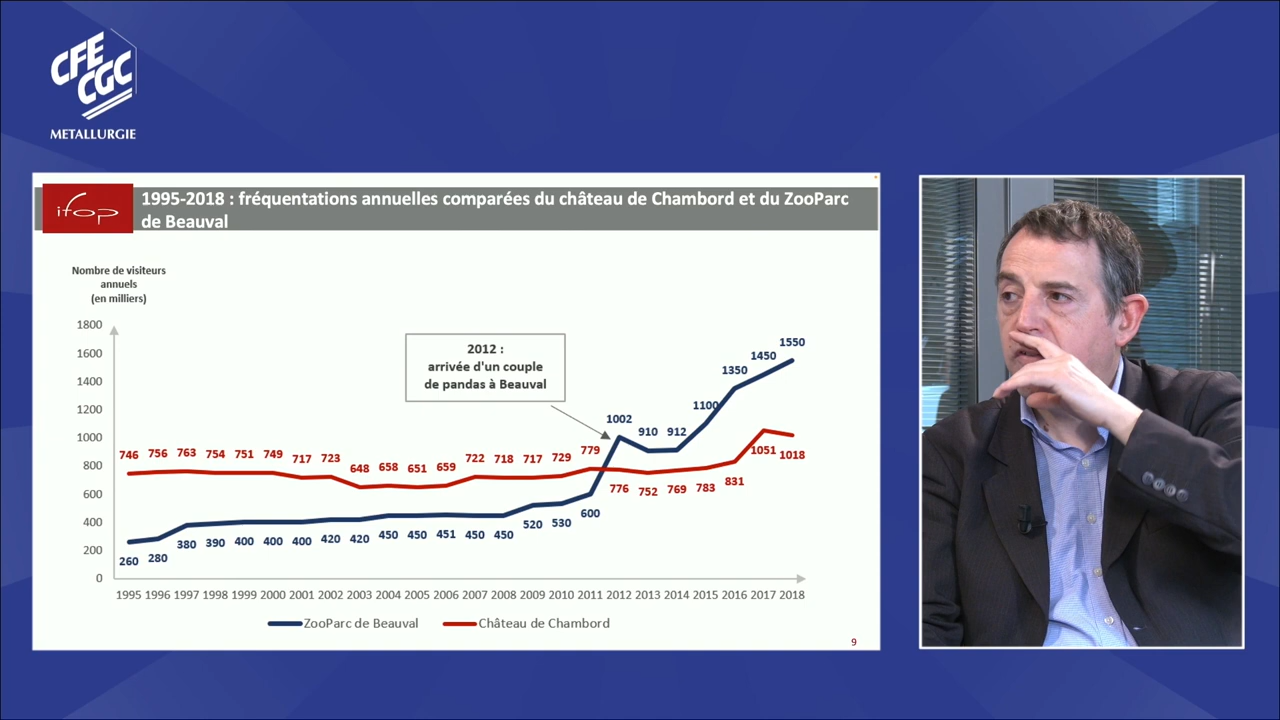 CFE
CGC
METALLURGIE
ifop
1995-2018 : fréquentations annuelles comparées du château de Chambord et du ZooParc
de Beauval
Nombre de visiteurs
annuels
(en milliers)
1800
1600
1400
1200
1000
800
600
400
200
0
2012 :
arrivée d'un couple
de pandas à Beauval
746 756 763 754 751 749 717 723 648 658 651 659 722 718 717 729 779 776 752 769 783 831 1051 1018
260 280 380 390 400 400 400 420 420 450 450 451 450 450 520 530 600 1002 910 912 1100 1350 1450 1550
1995 1996 1997 1998 1999 2000 2001 2002 2003 2004 2005 2006 2007 2008 2009 2010 2011 2012 2013 2014 2015 2016 2017 2018
ZooParc de Beauval Château de Chambord
9